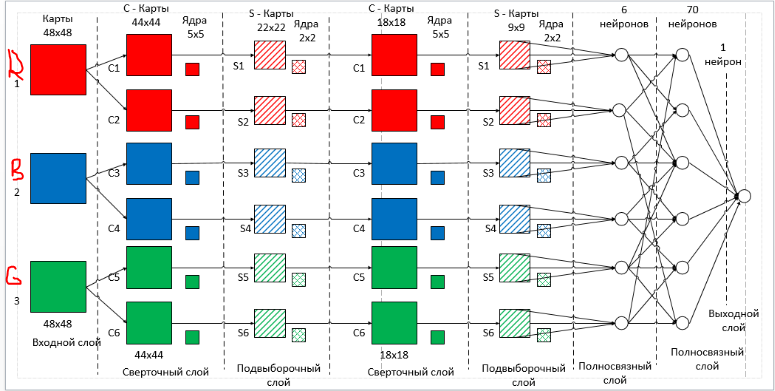 Карты
48x48
C - Карты
44x44
Ядра
5x5
S - Карты
22x22
Ядра
2x2
C - Карты
18x18
Ядра
5x5
S - Карты
9x9
Ядра
2x2
6
нейронов
70
нейронов
1
нейрон
R
1
B
2
G
3
C1
C2
C3
C4
C5
C6
S1
S2
S3
S4
S5
S6
C1
C2
C3
C4
C5
C6
S1
S2
S3
S4
S5
S6
48x48
Входной слой
44x44
Сверточный слой
Подвыборочный
слой
18x18
Сверточный слой
Подвыборочный
слой
Полносвязный
слой
Полносвязный
слой
Выходной
слой